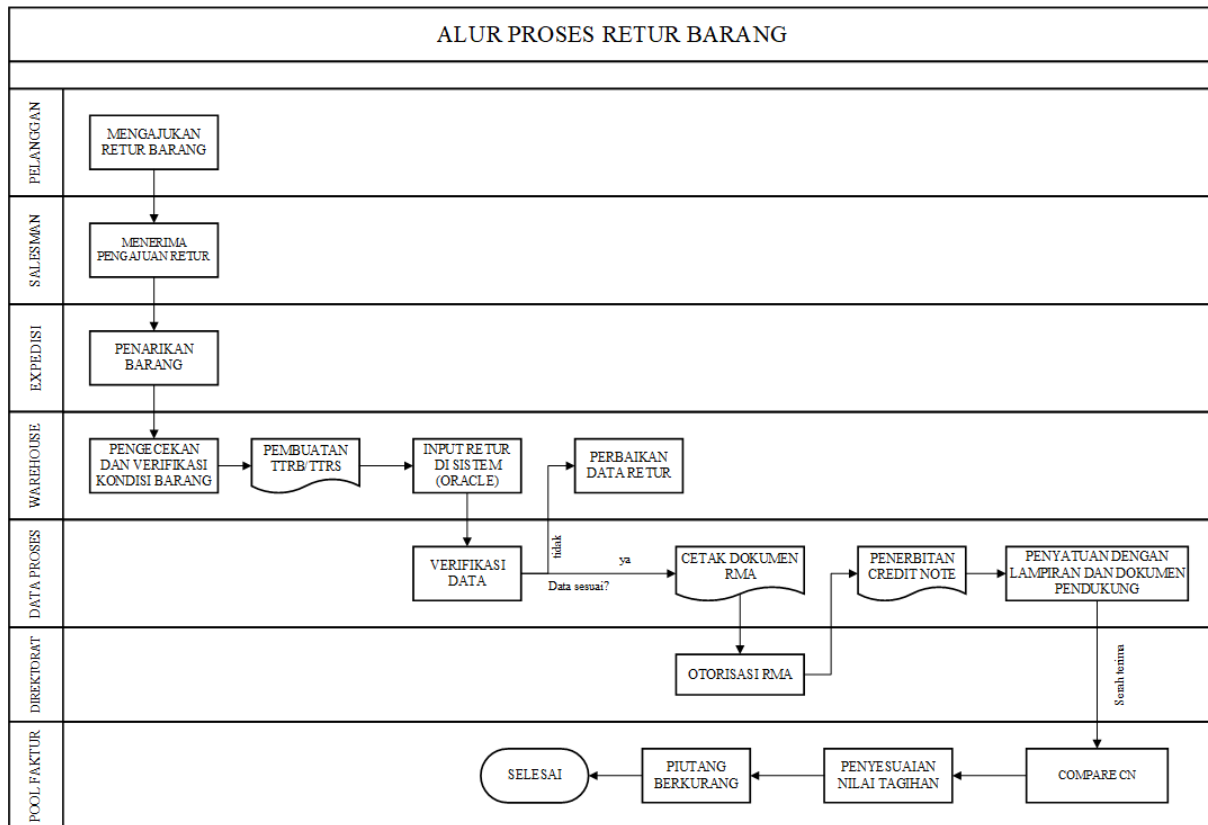 ALUR PROSES RETUR BARANG
PELANGGAN
MENGAJUKAN
RETUR BARANG
SALESMAN
MENERIMA
PENGAJUAN RETUR
EXPEDISI
PENARIKAN
BARANG
WAREHOUSE
PENGECEKAN
DAN VERIFIKASI
KONDISI BARANG
PEMBUATAN
TTRB/TTRS
INPUT RETUR
DI SISTEM
(ORACLE)
PERBAIKAN
DATA RETUR
DATA PROSES
VERIFIKASI
DATA
tidak
ya
Data sesuai?
CETAK DOKUMEN
RMA
PENERBITAN
CREDIT NOTE
PENYATUAN DENGAN
LAMPIRAN DAN DOKUMEN
PENDUKUNG
DIREKTORAT
OTORISASI RMA
Serah terima
POOL FAKTUR
SELESAI
PIUTANG
BERKURANG
PENYESUAIAN
NILAI TAGIHAN
COMPARE CN